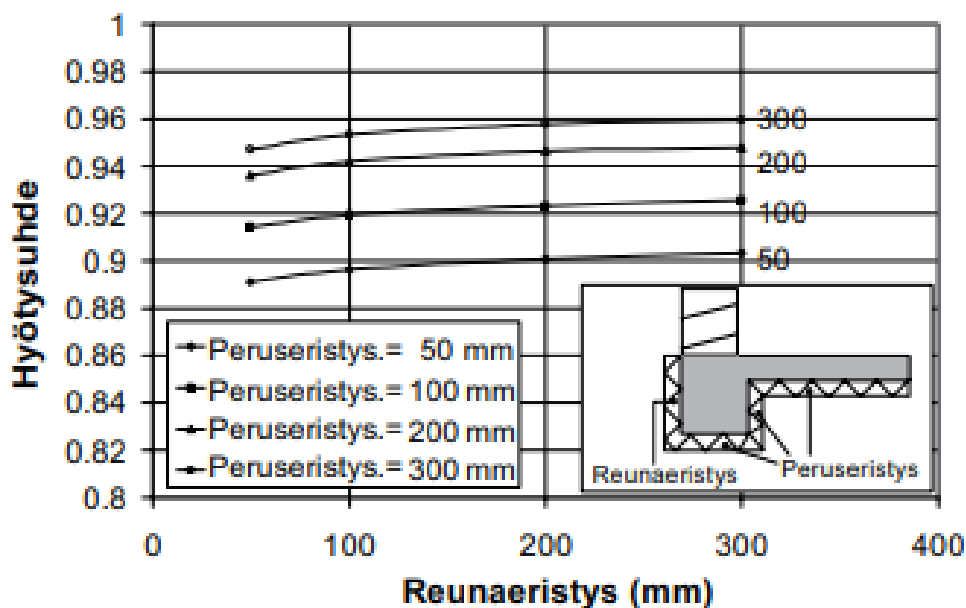 Hyötysuhde
1
0.98
0.96
0.94
0.92
0.9
0.88
0.86
0.84
0.82
0.8
300
200
100
50
Peruseristys.= 50 mm
Peruseristys.= 100 mm
Peruseristys.= 200 mm
Peruseristys.= 300 mm
Reunaeristys
Peruseristys
0 100 200 300 400
Reunaeristys (mm)